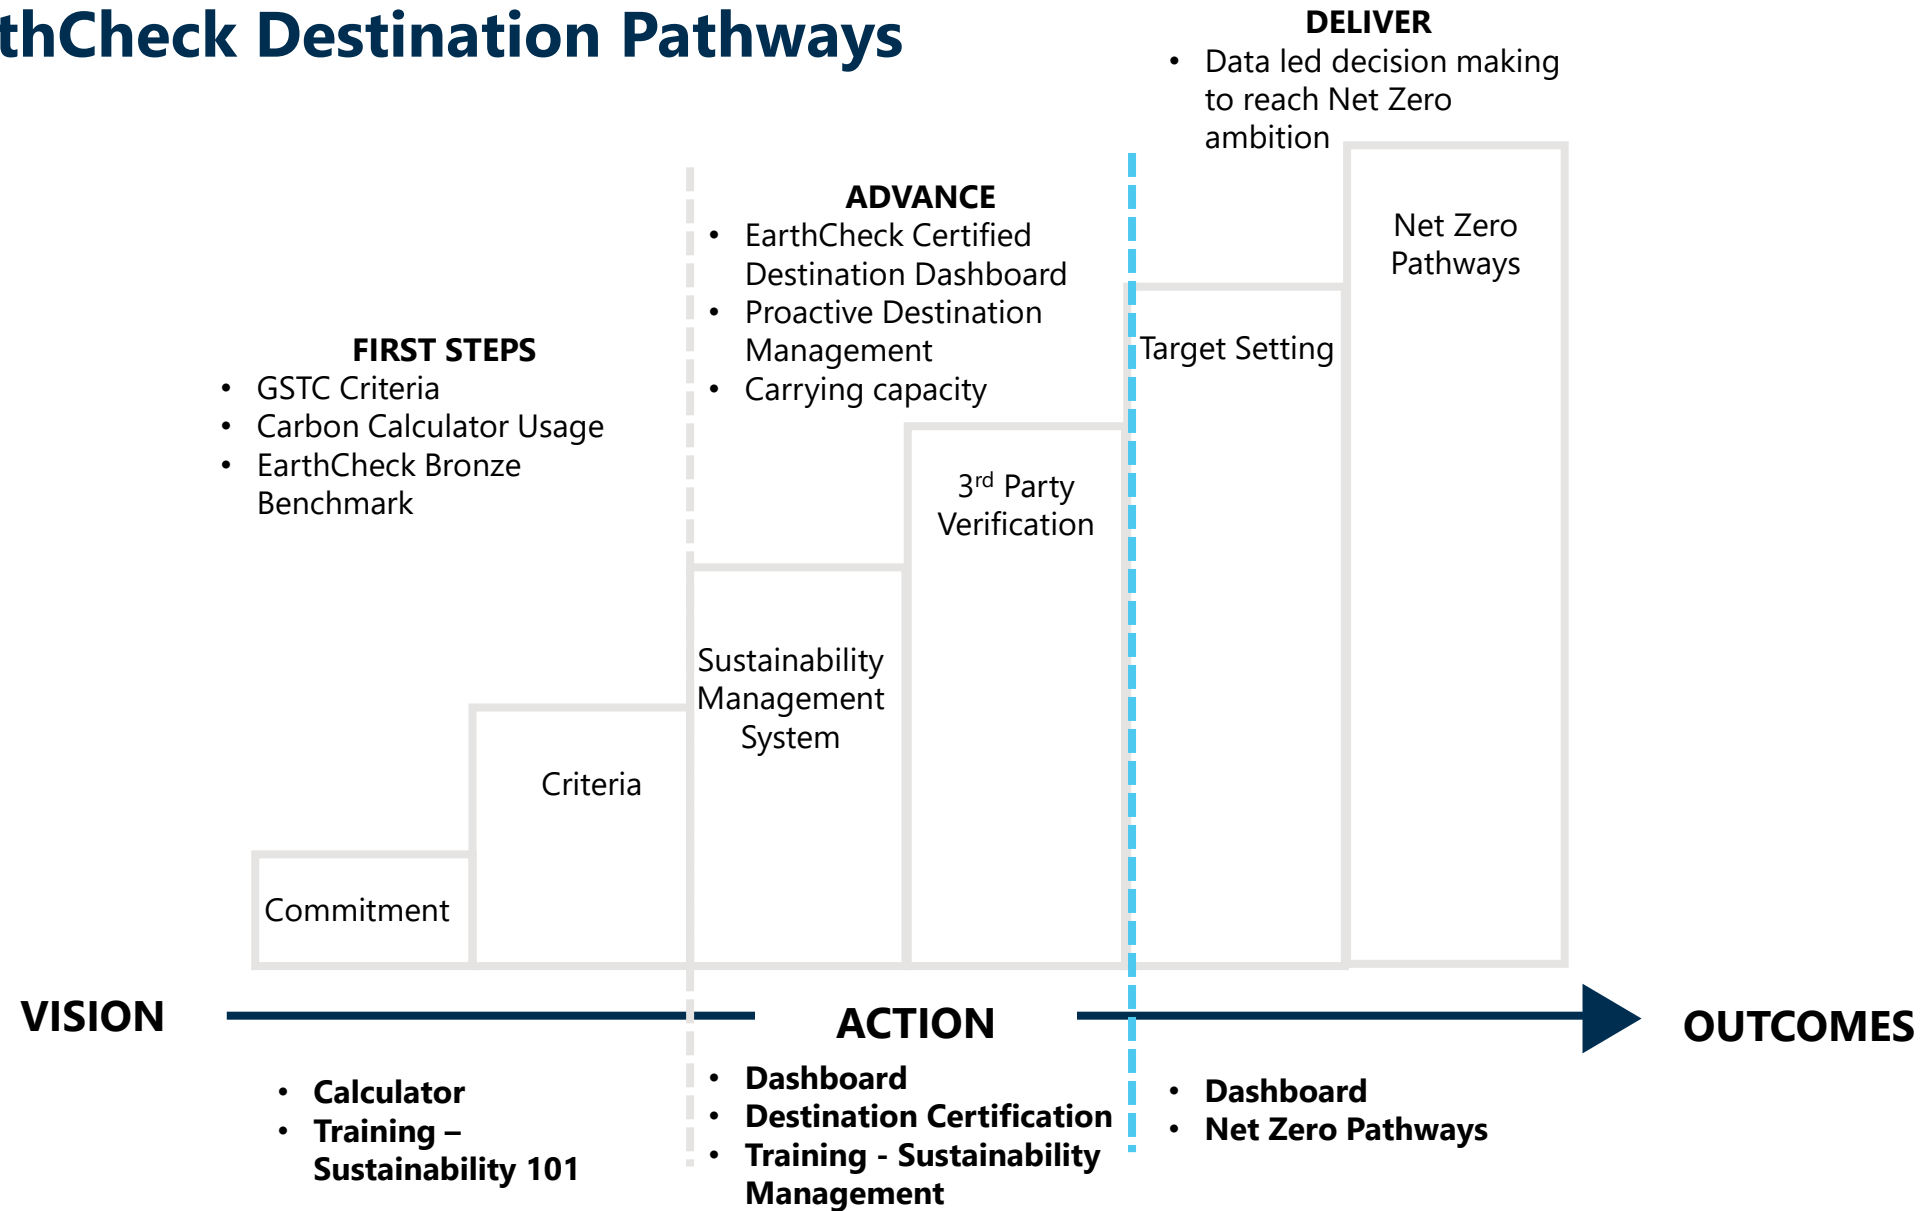 thCheck Destination Pathways
DELIVER
• Data led decision making
to reach Net Zero
ambition
ADVANCE
• EarthCheck Certified
Destination Dashboard
• Proactive Destination
Management
• Carrying capacity
FIRST STEPS
• GSTC Criteria
• Carbon Calculator Usage
• EarthCheck Bronze
Benchmark
Commitment
Criteria
Sustainability
Management
System
3rd Party
Verification
Target Setting
Net Zero
Pathways
VISION
ACTION
OUTCOMES
• Calculator
• Training –
Sustainability 101
• Dashboard
• Destination Certification
• Training - Sustainability
Management
• Dashboard
• Net Zero Pathways